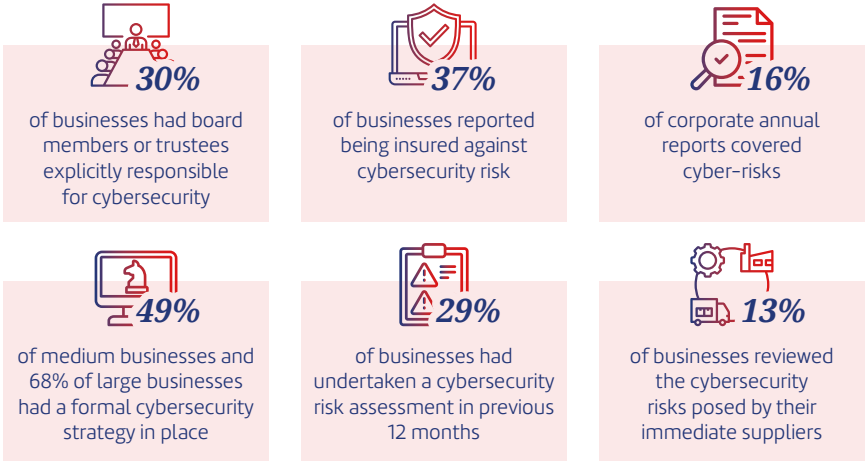 30%
of businesses had board
members or trustees
explicitly responsible
for cybersecurity
37%
of businesses reported
being insured against
cybersecurity risk
16%
of corporate annual
reports covered
cyber-risks
49%
of medium businesses and
68% of large businesses
had a formal cybersecurity
strategy in place
29%
of businesses had
undertaken a cybersecurity
risk assessment in previous
12 months
13%
of businesses reviewed
the cybersecurity
risks posed by their
immediate suppliers